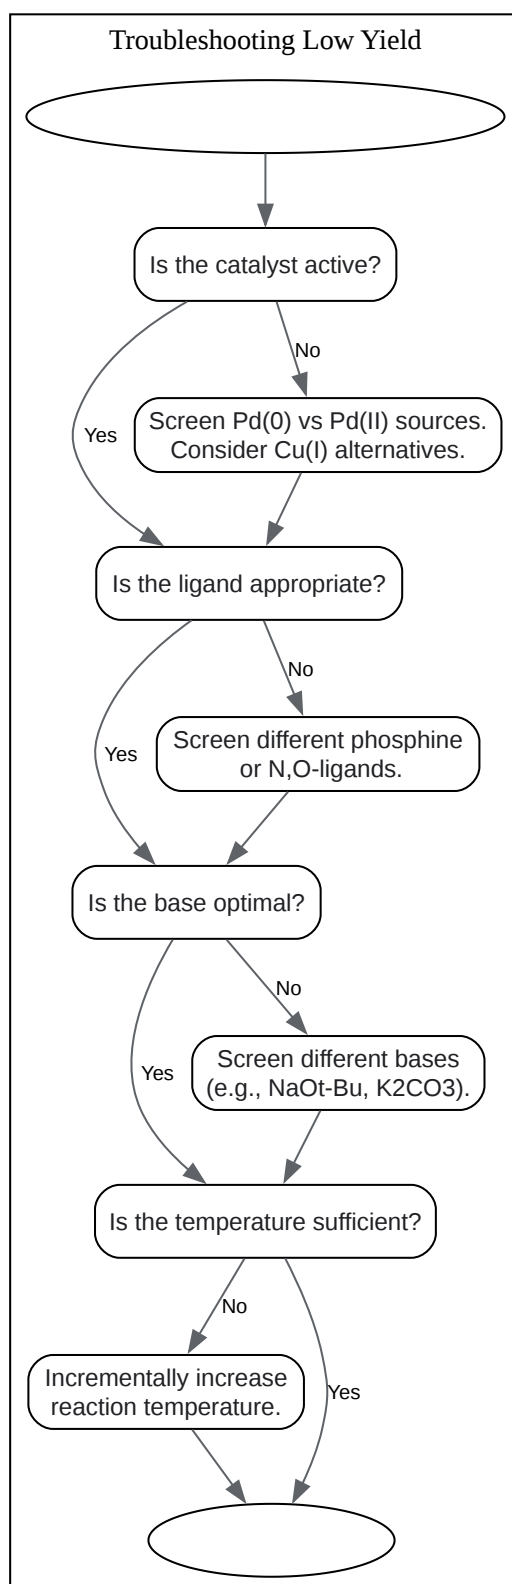 Troubleshooting Low Yield
Is the catalyst active?
No
Yes
Screen Pd(0) vs Pd(II) sources.
Consider Cu(I) alternatives.
Is the ligand appropriate?
No
Yes
Screen different phosphine
or N,O-ligands.
Is the base optimal?
No
Yes
Screen different bases
(e.g., NaOt-Bu, K2CO3).
Is the temperature sufficient?
No
Incrementally increase
reaction temperature.
Yes